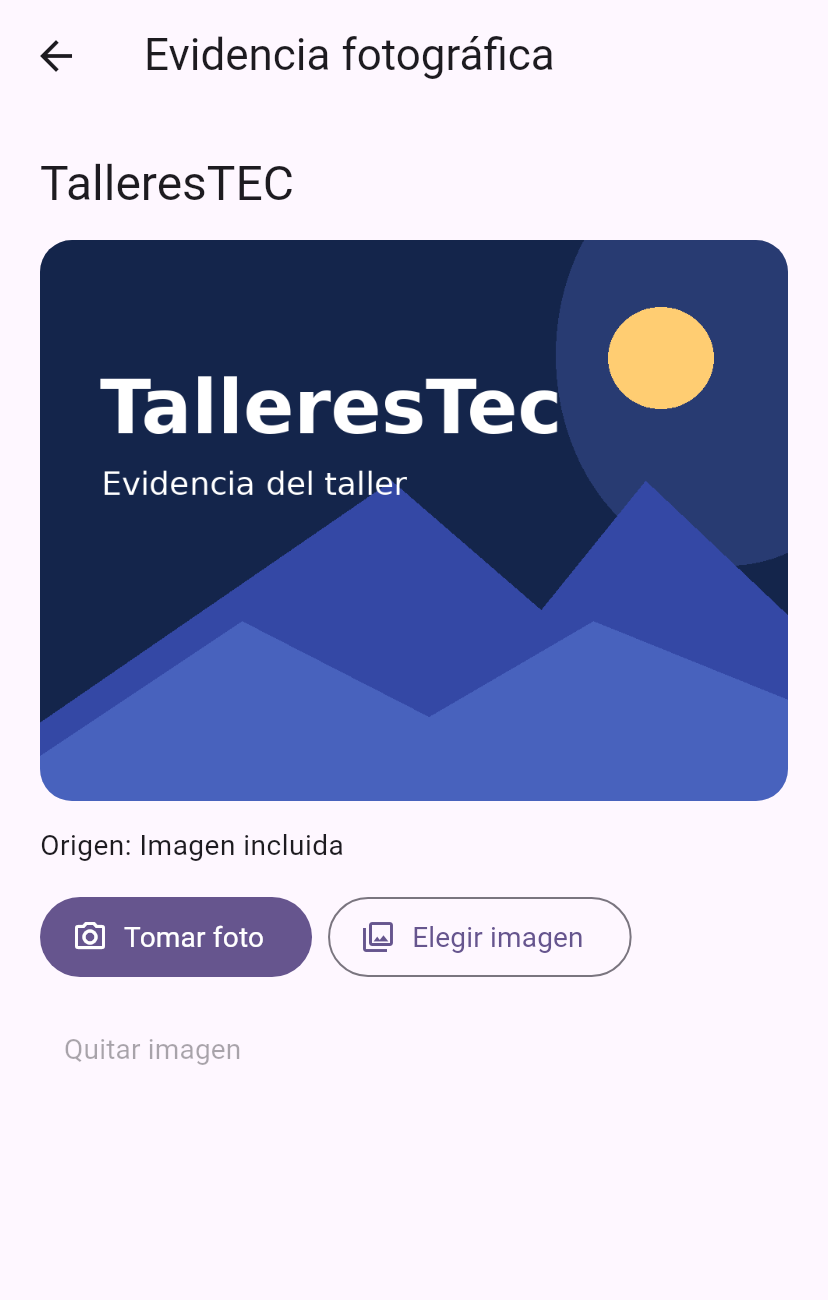 Evidencia fotográfica
TalleresTEC
TalleresTec
Evidencia del taller
Origen: Imagen incluida
Tomar foto
Elegir imagen
Quitar imagen